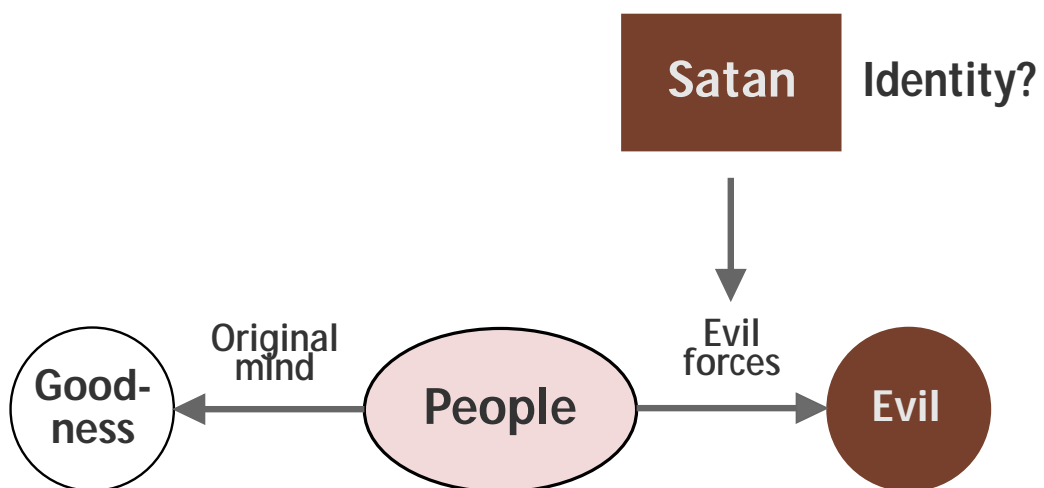 Satan
Identity?
Original
mind
Evil
forces
Good-
ness
People
Evil